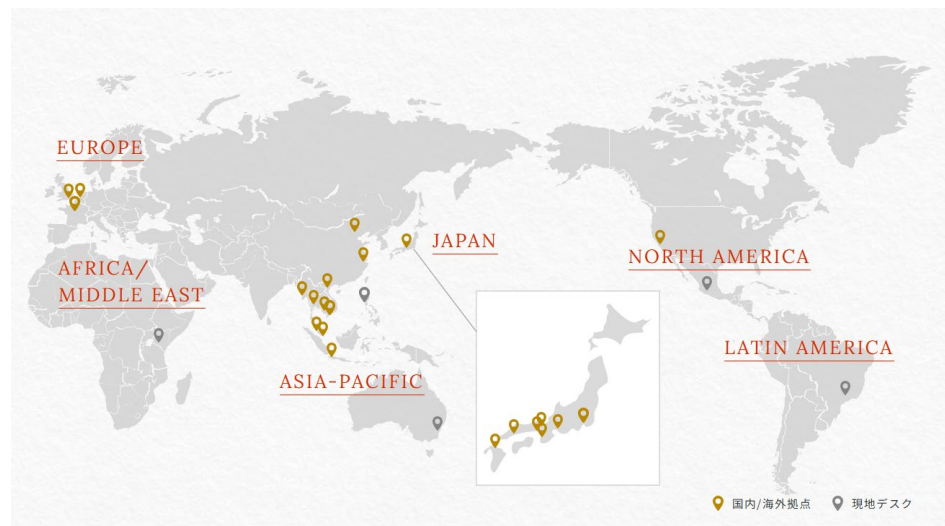 EUROPE
JAPAN
NORTH AMERICA
AFRICA/
MIDDLE EAST
LATIN AMERICA
ASIA-PACIFIC
国内/海外拠点
現地デスク